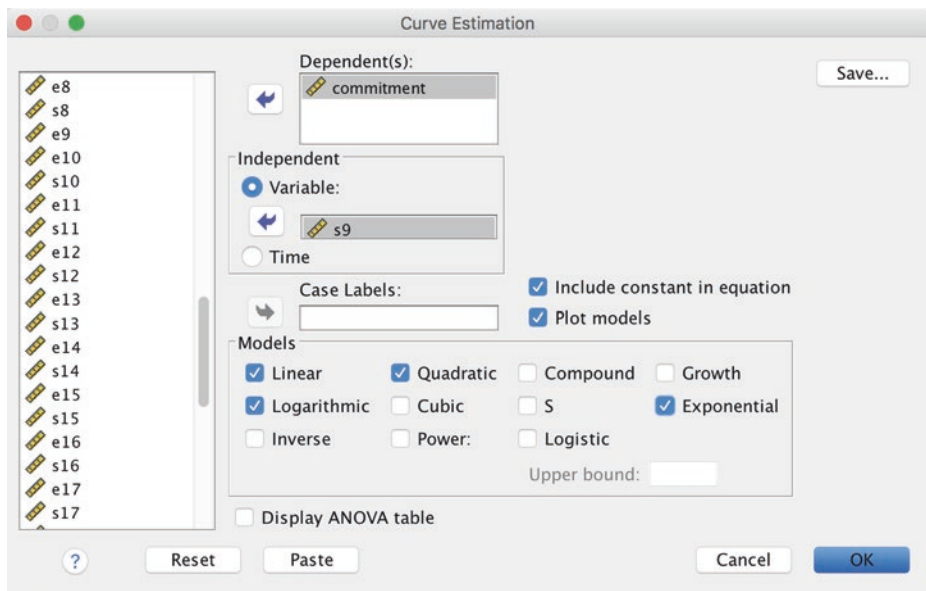 Curve Estimation
e8
s8
e9
e10
s10
e11
s11
e12
s12
e13
s13
e14
s14
e15
s15
e16
s16
e17
s17
Dependent(s):
commitment
Save...
Independent
Variable:
s9
Time
Case Labels:
Include constant in equation
Plot models
Models
Linear
Quadratic
Compound
Growth
Logarithmic
Cubic
S
Exponential
Inverse
Power:
Logistic
Upper bound:
Display ANOVA table
?
Reset
Paste
Cancel
OK